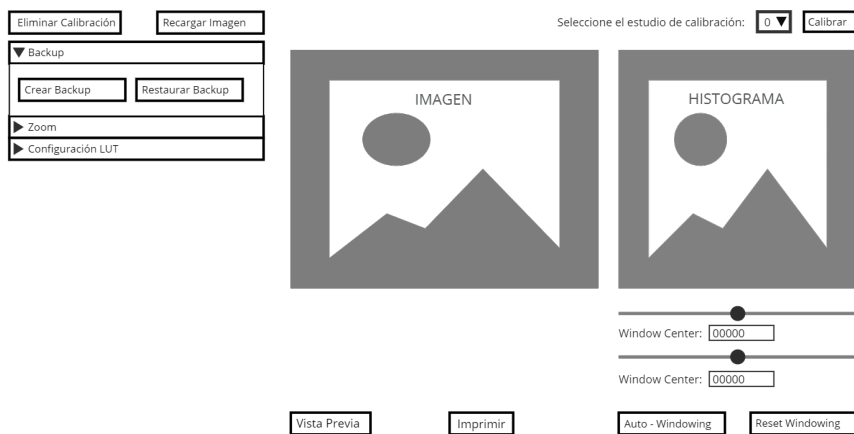 Eliminar Calibración Recargar Imagen Seleccione el estudio de calibración: 0 Calibrar
Backup
Crear Backup Restaurar Backup
Zoom
Configuración LUT
IMAGEN
HISTOGRAMA
Window Center: 00000
Window Center: 00000
Vista Previa Imprimir Auto - Windowing Reset Windowing